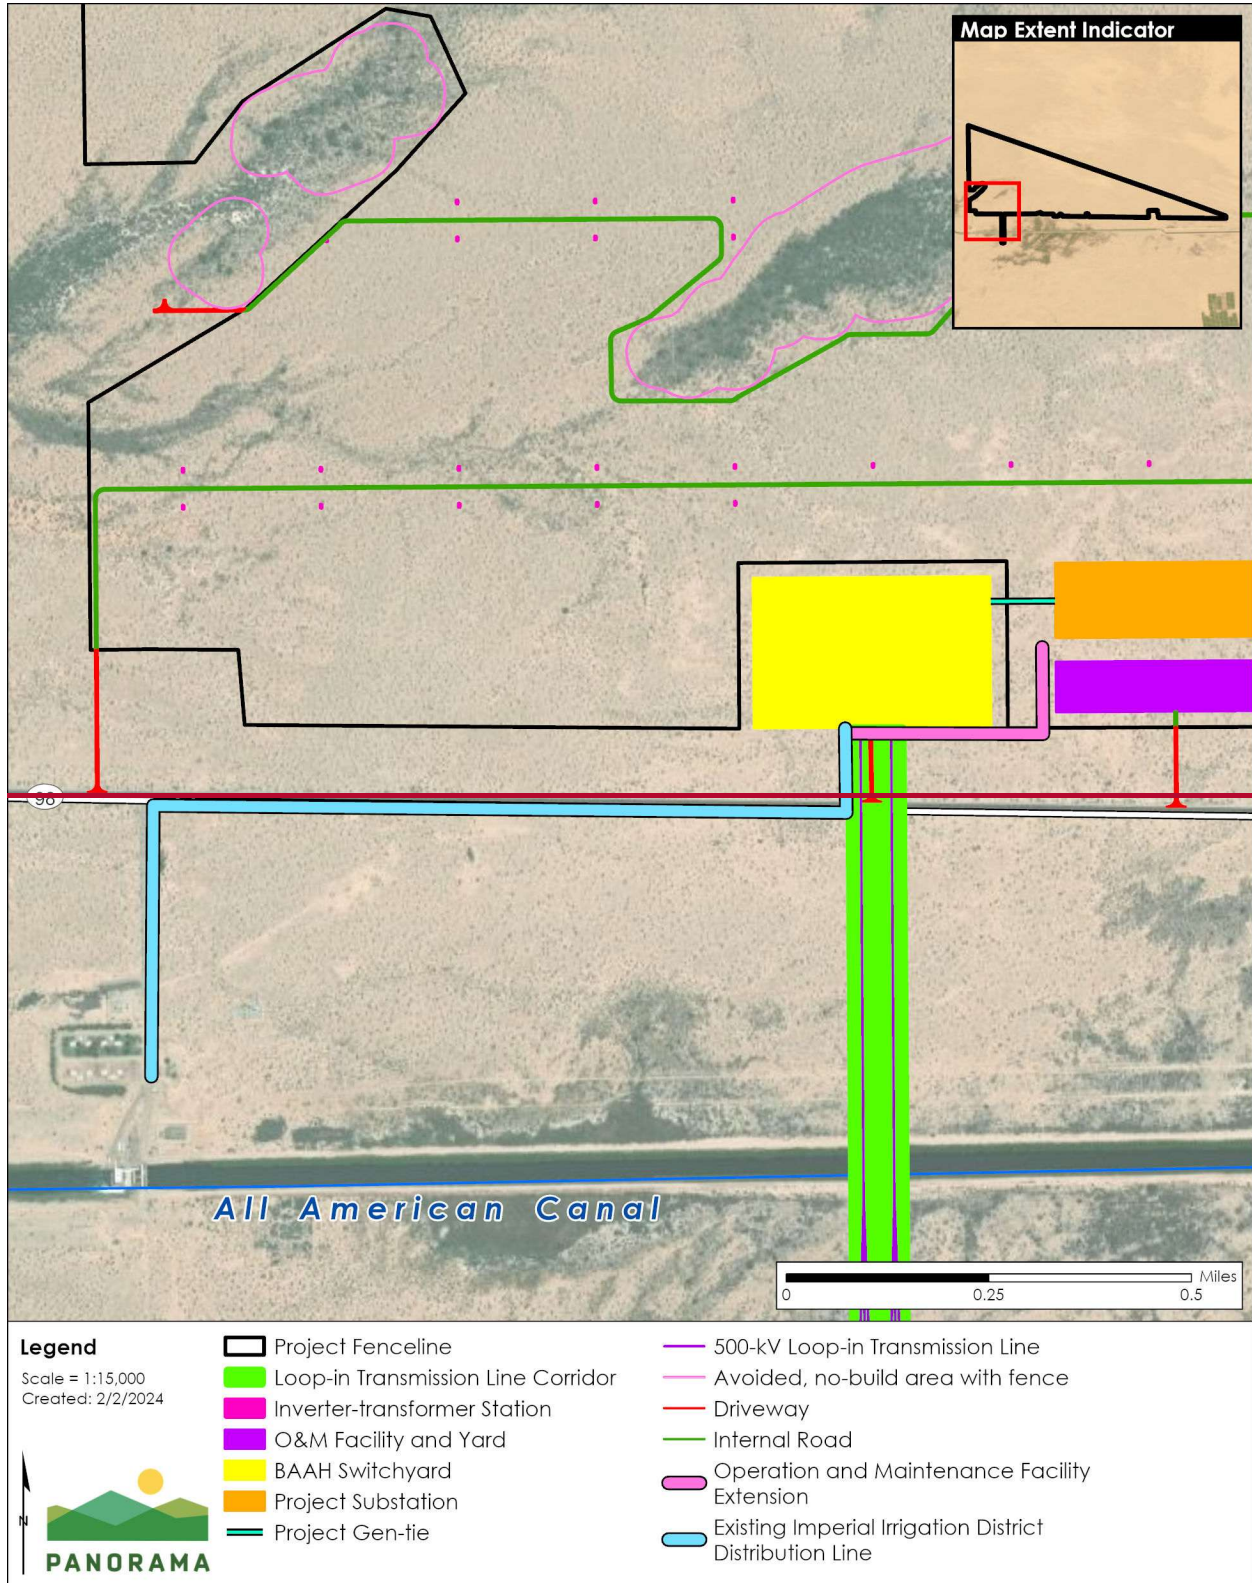 Map Extent Indicator
98
All American Canal
Miles
0 0.25 0.5
Legend
Scale = 1:15,000
Created: 2/2/2024
N
PANORAMA
Project Fenceline
Loop-in Transmission Line Corridor
Inverter-transformer Station
O&M Facility and Yard
BAAH Switchyard
Project Substation
Project Gen-tie
500-kV Loop-in Transmission Line
Avoided, no-build area with fence
Driveway
Internal Road
Operation and Maintenance Facility
Extension
Existing Imperial Irrigation District
Distribution Line